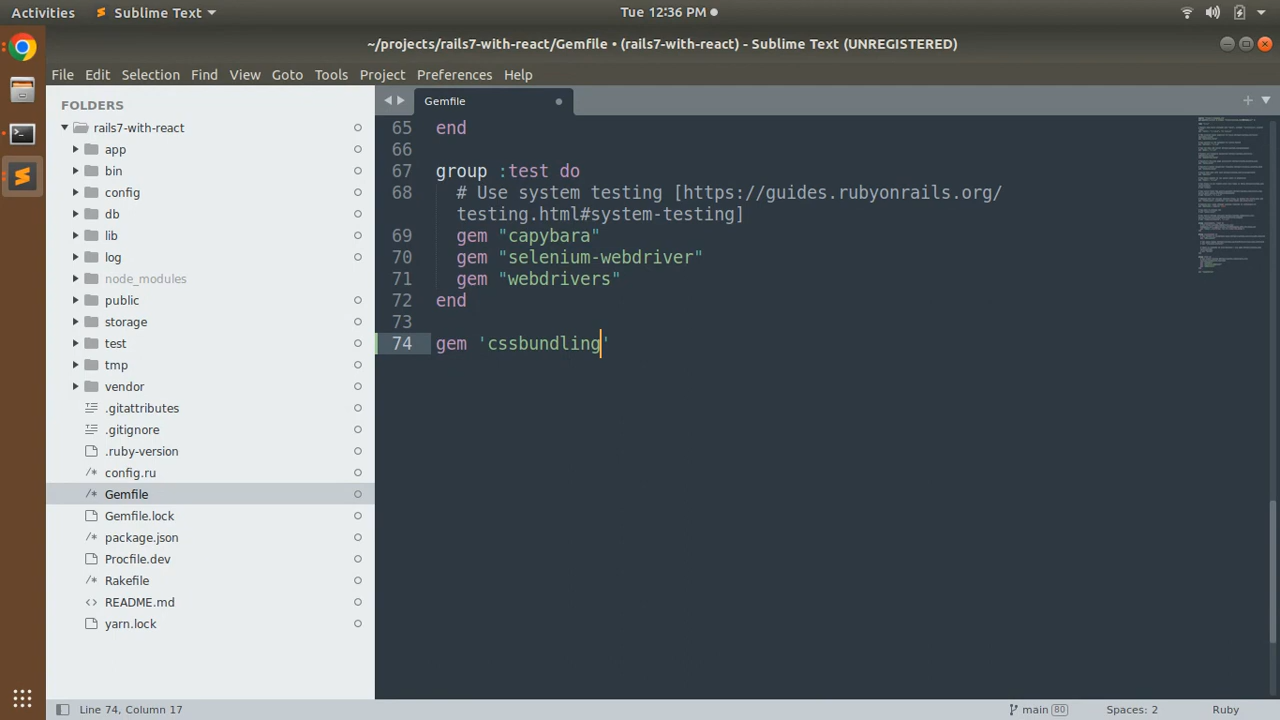 Activities
Sublime Text
Tue 12:36 PM
~/projects/rails7-with-react/Gemfile • (rails7-with-react) - Sublime Text (UNREGISTERED)
File Edit Selection Find View Goto Tools Project Preferences Help
FOLDERS
rails7-with-react
app
bin
config
db
lib
log
node_modules
public
storage
test
tmp
vendor
.gitattributes
.gitignore
.ruby-version
config.ru
Gemfile
Gemfile.lock
package.json
Procfile.dev
Rakefile
README.md
yarn.lock
Gemfile
65 end
66
67 group :test do
68 # Use system testing [https://guides.rubyonrails.org/
testing.html#system-testing]
69 gem "capybara"
70 gem "selenium-webdriver"
71 gem "webdrivers"
72 end
73
74 gem 'cssbundling'
Line 74, Column 17
main 80
Spaces: 2
Ruby